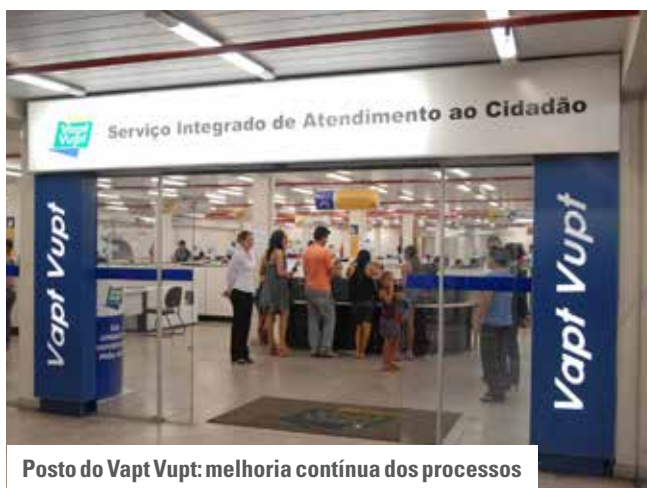 Vapt
Vupt
Serviço Integrado de Atendimento ao Cidadão
Vapt Vupt
Vapt Vupt
Posto do Vapt Vupt: melhoria contínua dos processos